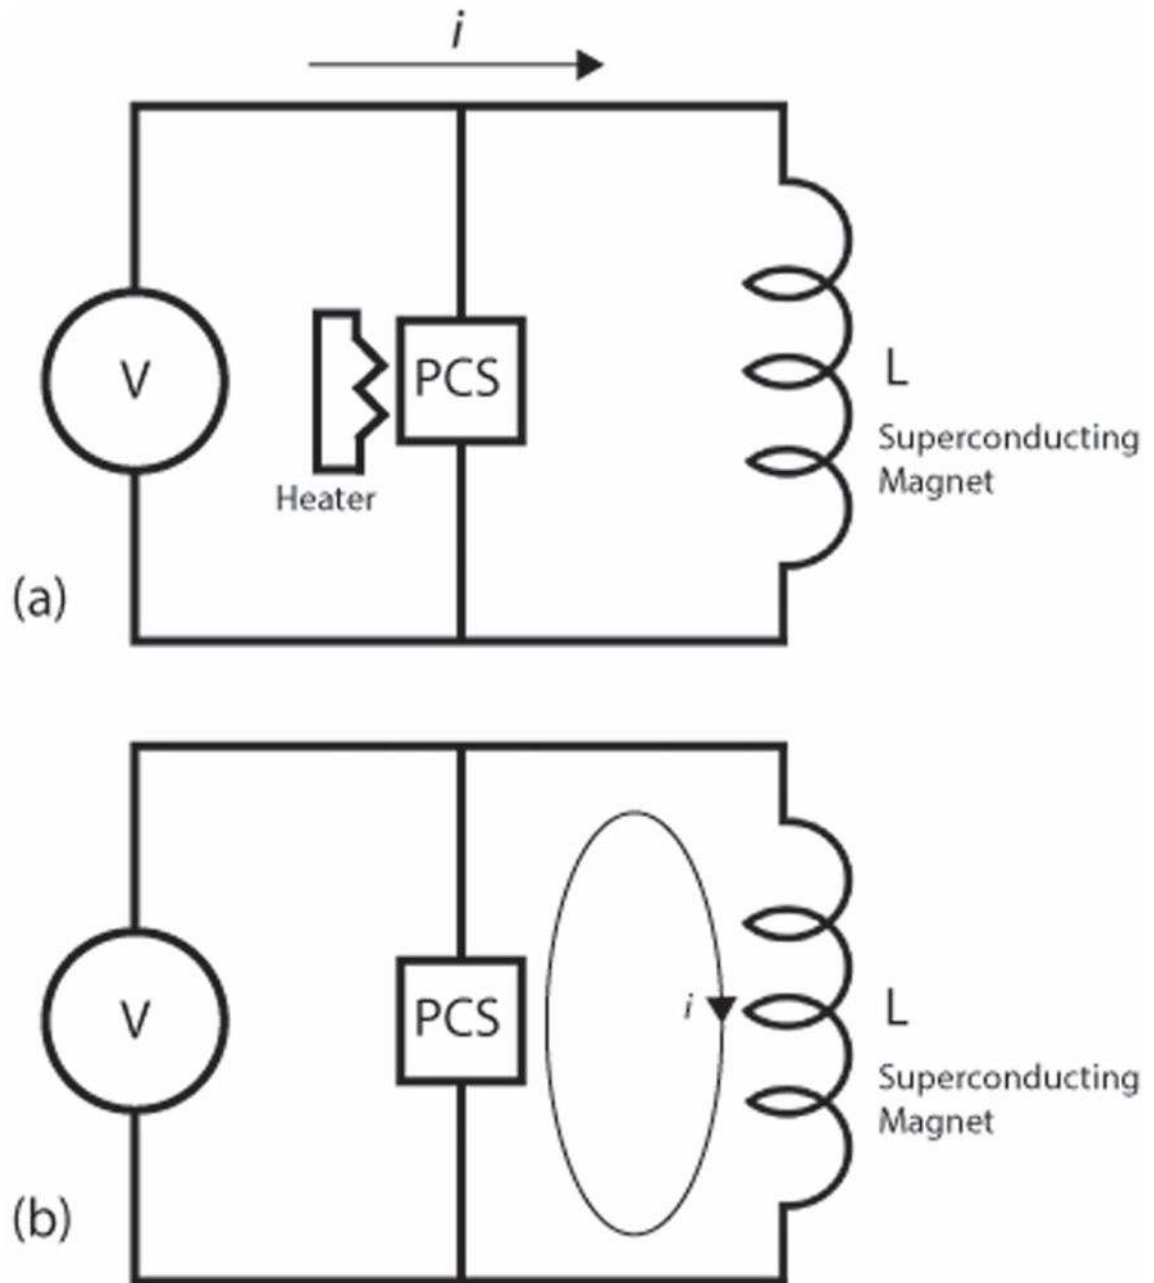 i
V
PCS
Heater
L
Superconducting
Magnet
(a)
V
PCS
i
L
Superconducting
Magnet
(b)